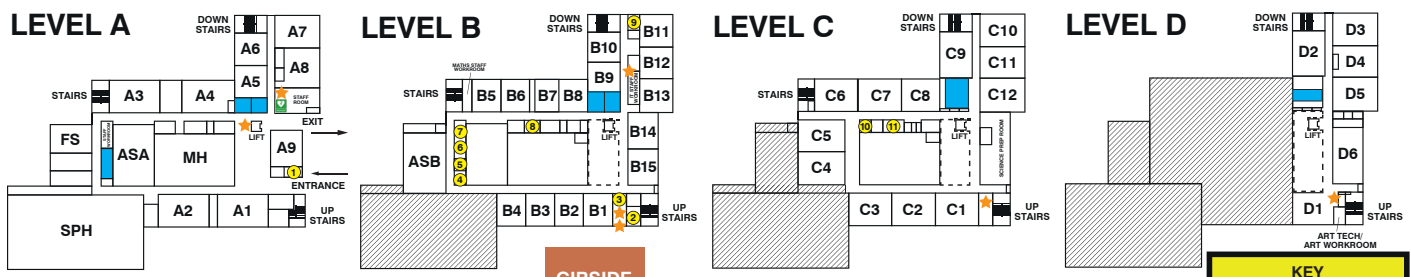 LEVEL A
DOWN
STAIRS
A6
A7
A5
A8
STAFF
ROOM
STAIRS
A3
A4
EXIT
LIFT
FS
ASA
MH
A9
1
ENTRANCE
A2
A1
UP
STAIRS
SPH
LEVEL B
DOWN
STAIRS
9
B10
B11
MATHS STAFF
WORKROOM
B9
B12
IT STAFF
WORKROOM
STAIRS
B5
B6
B7
B8
B13
7
8
LIFT
B14
6
ASB
5
B15
4
3
B4
B3
B2
B1
2
UP
STAIRS
GIBSIDE
LEVEL C
DOWN
STAIRS
C9
C10
C11
STAIRS
C6
C7
C8
C12
C5
10
11
LIFT
SCIENCE PREP ROOM
C4
C3
C2
C1
UP
STAIRS
LEVEL D
DOWN
STAIRS
D2
D3
D4
D5
LIFT
D6
D1
UP
STAIRS
ART TECH/
ART WORKROOM
KEY